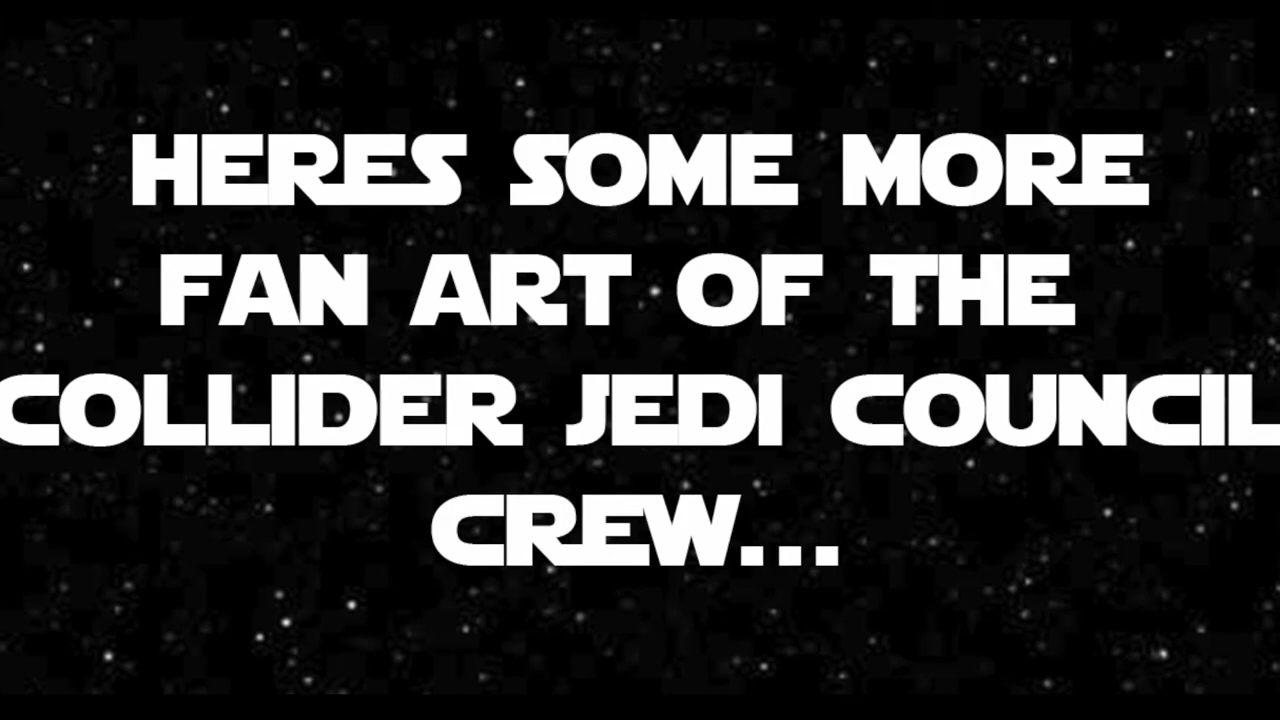 HERES SOME MORE
FAN ART OF THE
COLLIDER JEDI COUNCIL
CREW...